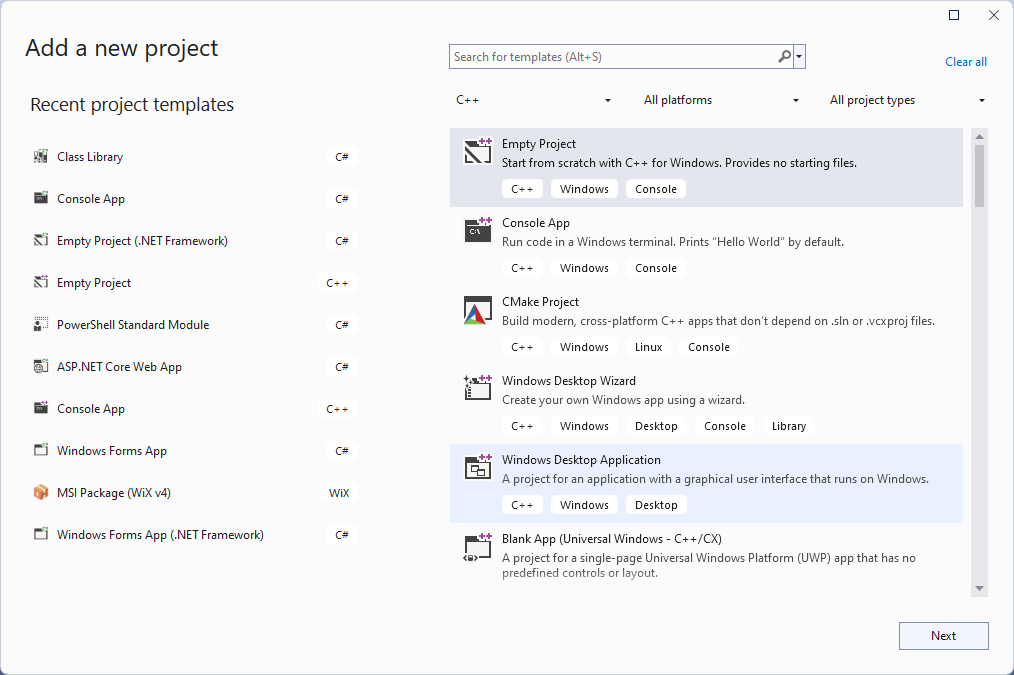 Add a new project
Search for templates (Alt+S)
Clear all
Recent project templates
C++
All platforms
All project types
Class Library
C#
Console App
C#
Empty Project (.NET Framework)
C#
Empty Project
C++
PowerShell Standard Module
C#
ASP.NET Core Web App
C#
Console App
C++
Windows Forms App
C#
MSI Package (WiX v4)
WiX
Windows Forms App (.NET Framework)
C#
Empty Project
Start from scratch with C++ for Windows. Provides no starting files.
C++ Windows Console
Console App
Run code in a Windows terminal. Prints "Hello World" by default.
C++ Windows Console
CMake Project
Build modern, cross-platform C++ apps that don't depend on .sln or .vcxproj files.
C++ Windows Linux Console
Windows Desktop Wizard
Create your own Windows app using a wizard.
C++ Windows Desktop Console Library
Windows Desktop Application
A project for an application with a graphical user interface that runs on Windows.
C++ Windows Desktop
Blank App (Universal Windows - C++/CX)
A project for a single-page Universal Windows Platform (UWP) app that has no
predefined controls or layout.
Next